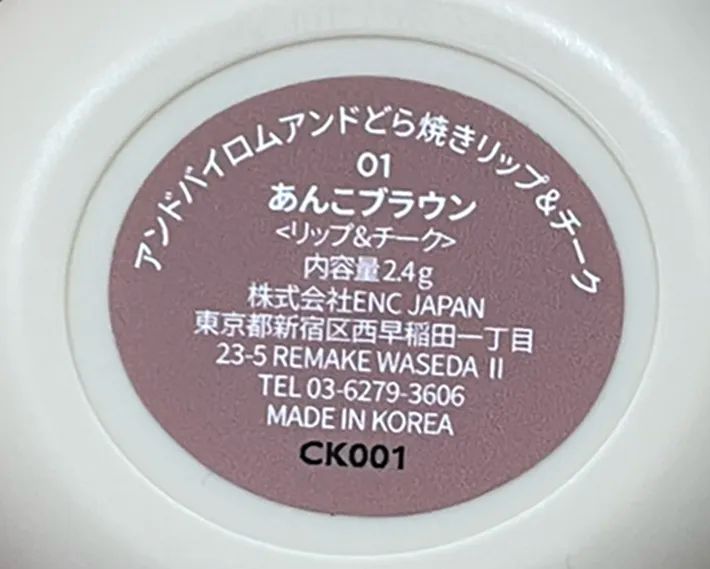 アンドバイロムアンドどら焼きリップ&チーク
01
あんこブラウン
<リップ&チーク>
内容量2.4g
株式会社ENC JAPAN
東京都新宿区西早稲田一丁目
23-5 REMAKE WASEDA II
TEL 03-6279-3606
MADE IN KOREA
CK001